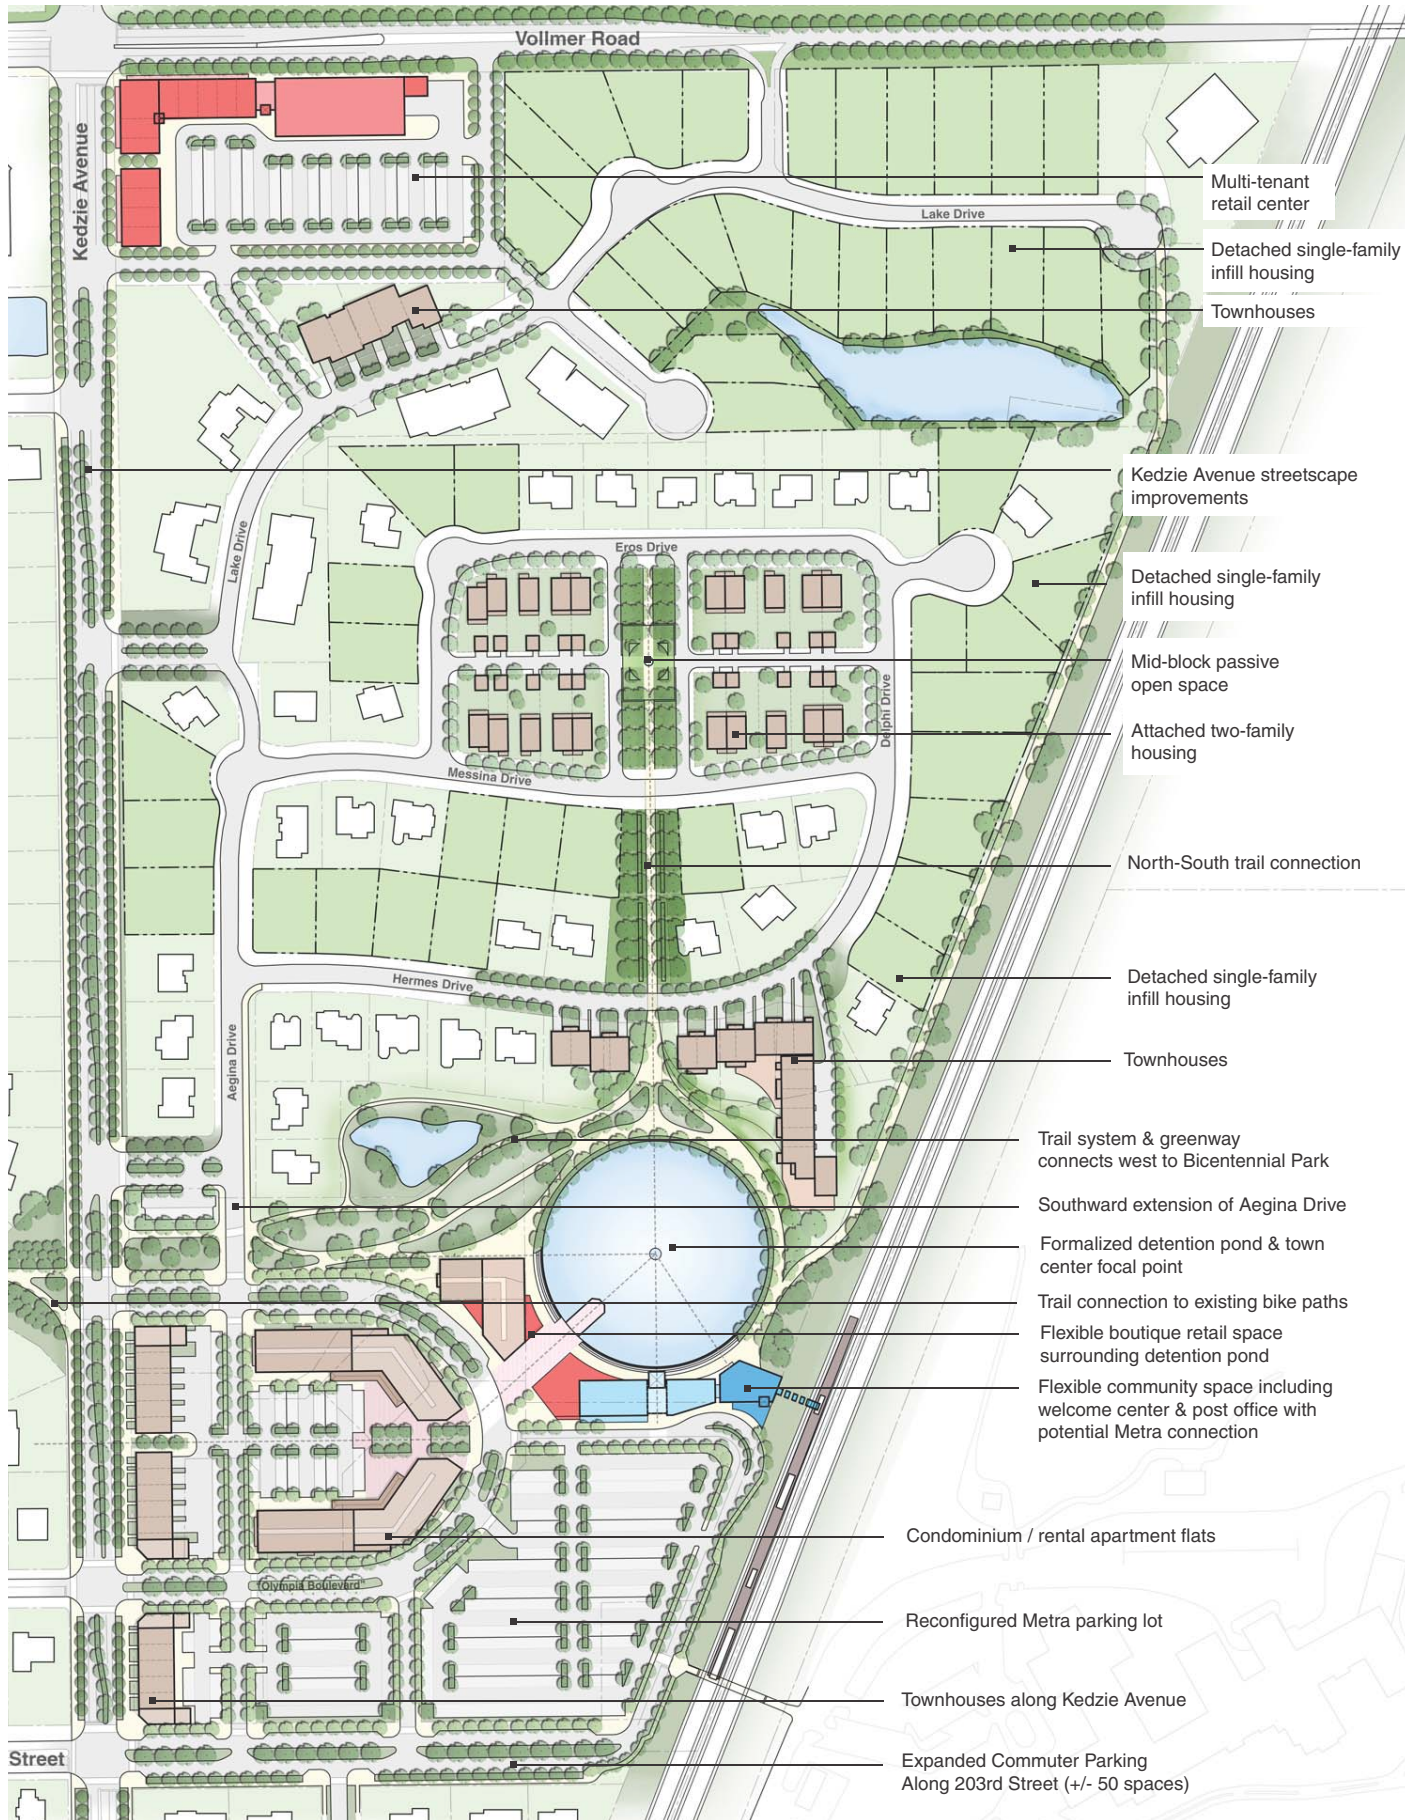 Vollmer Road
Kedzie Avenue
Multi-tenant
retail center
Lake Drive
Detached single-family
infill housing
Townhouses
Kedzie Avenue streetscape
improvements
Lake Drive
Eros Drive
Detached single-family
infill housing
Mid-block passive
open space
Delphi Drive
Attached two-family
housing
Messina Drive
North-South trail connection
Hermes Drive
Detached single-family
infill housing
Aegina Drive
Townhouses
Trail system & greenway
connects west to Bicentennial Park
Southward extension of Aegina Drive
Formalized detention pond & town
center focal point
Trail connection to existing bike paths
Flexible boutique retail space
surrounding detention pond
Flexible community space including
welcome center & post office with
potential Metra connection
Condominium / rental apartment flats
"Olympia Boulevard"
Reconfigured Metra parking lot
Townhouses along Kedzie Avenue
Street
Expanded Commuter Parking
Along 203rd Street (+/- 50 spaces)